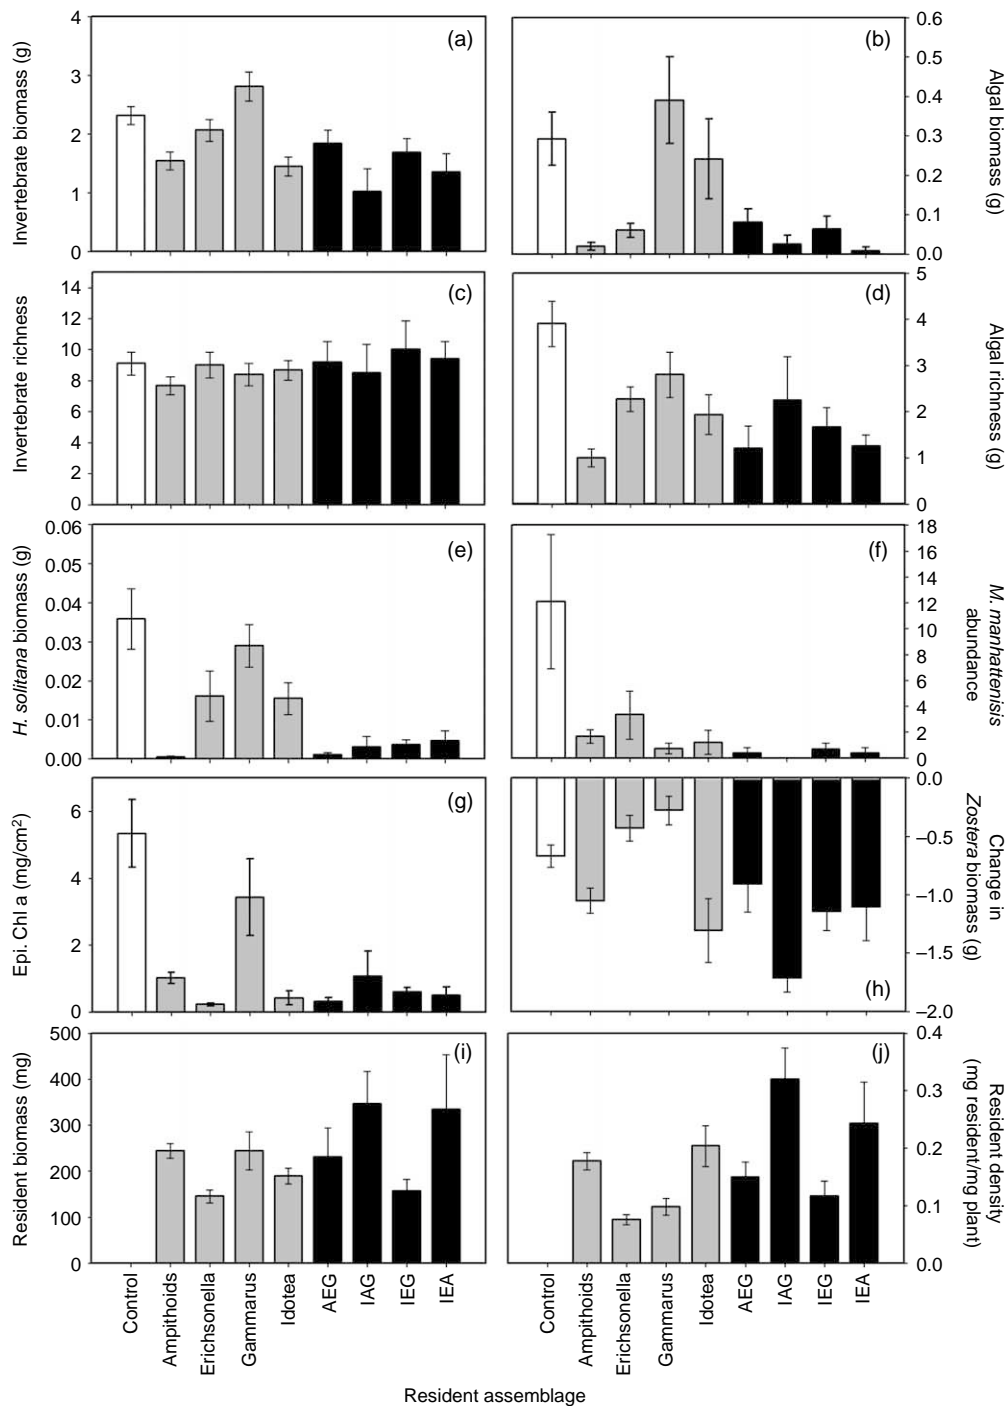 Invertebrate biomass (g)
4
3
2
1
0
(a)
(b)
0.6
0.5
0.4
0.3
0.2
0.1
0.0
Algal biomass (g)
Invertebrate richness
14
12
10
8
6
4
2
0
(c)
(d)
5
4
3
2
1
0
Algal richness (g)
H. solitana biomass (g)
0.06
0.05
0.04
0.03
0.02
0.01
0.00
(e)
(f)
18
16
14
12
10
8
6
4
2
0
M. manhattenisis
abundance
Epi. Chl a (mg/cm2)
6
4
2
0
(g)
(h)
0.0
−0.5
−1.0
−1.5
−2.0
Change in
Zostera biomass (g)
Resident biomass (mg)
500
400
300
200
100
0
(i)
(j)
0.4
0.3
0.2
0.1
0.0
Resident density
(mg resident/mg plant)
Control
Ampithoids
Erichsonella
Gammarus
Idotea
AEG
IAG
IEG
IEA
Control
Ampithoids
Erichsonella
Gammarus
Idotea
AEG
IAG
IEG
IEA
Resident assemblage